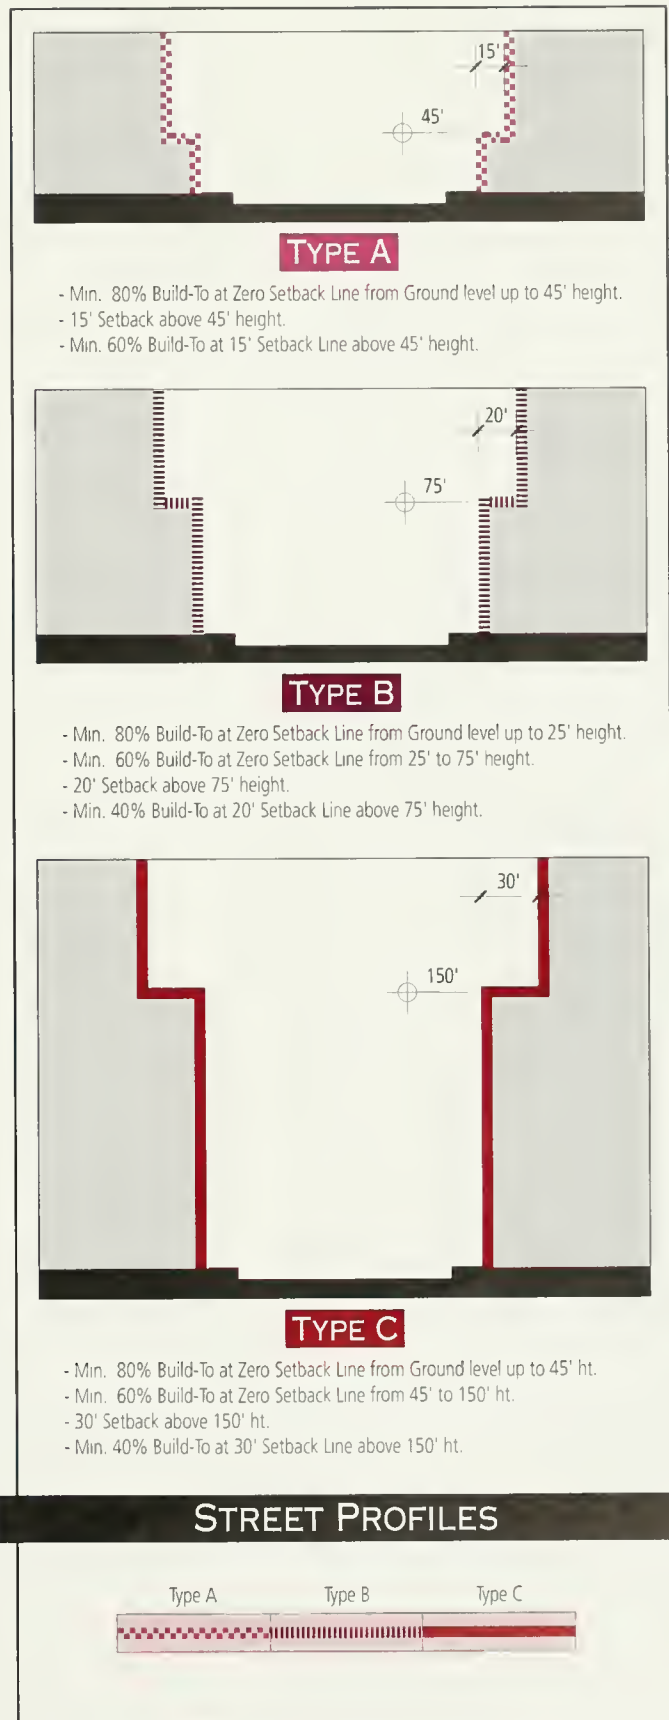 15'
45'
TYPE A
- Min. 80% Build-To at Zero Setback Line from Ground level up to 45' height.
- 15' Setback above 45' height.
- Min. 60% Build-To at 15' Setback Line above 45' height.
20'
75'
TYPE B
- Min. 80% Build-To at Zero Setback Line from Ground level up to 25' height.
- Min. 60% Build-To at Zero Setback Line from 25' to 75' height.
- 20' Setback above 75' height.
- Min. 40% Build-To at 20' Setback Line above 75' height.
30'
150'
TYPE C
- Min. 80% Build-To at Zero Setback Line from Ground level up to 45' ht.
- Min. 60% Build-To at Zero Setback Line from 45' to 150' ht.
- 30' Setback above 150' ht.
- Min. 40% Build-To at 30' Setback Line above 150' ht.
STREET PROFILES
Type A Type B Type C